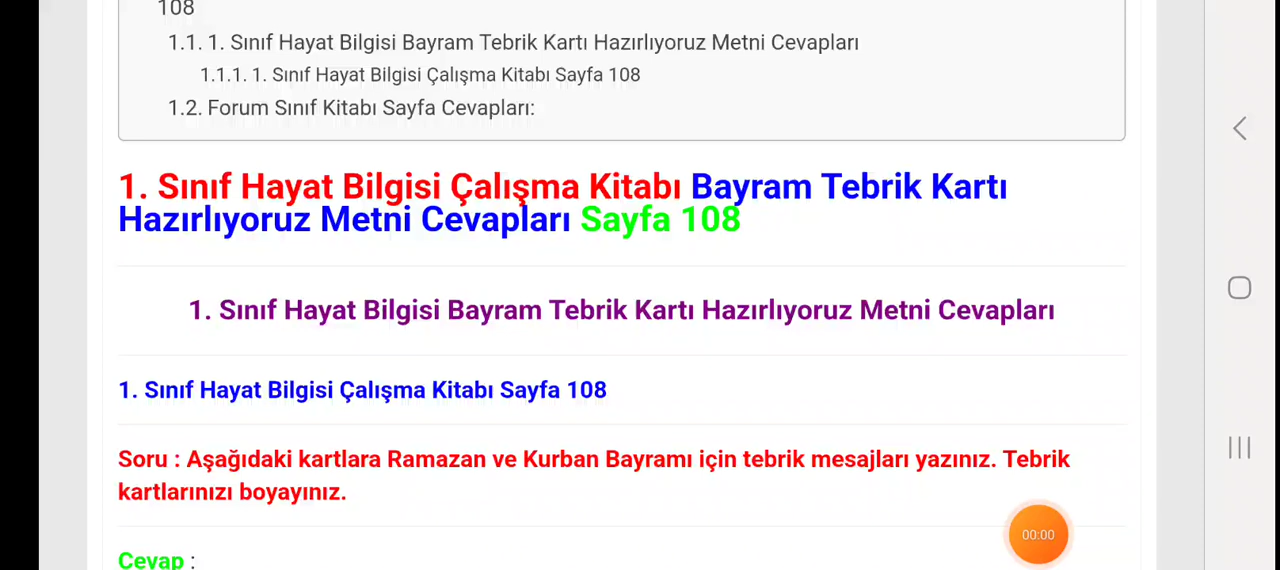 108
1.1. 1. Sınıf Hayat Bilgisi Bayram Tebrik Kartı Hazırlıyoruz Metni Cevapları
1.1.1. 1. Sınıf Hayat Bilgisi Çalışma Kitabı Sayfa 108
1.2. Forum Sınıf Kitabı Sayfa Cevapları:
1. Sınıf Hayat Bilgisi Çalışma Kitabı Bayram Tebrik Kartı
Hazırlıyoruz Metni Cevapları Sayfa 108
1. Sınıf Hayat Bilgisi Bayram Tebrik Kartı Hazırlıyoruz Metni Cevapları
1. Sınıf Hayat Bilgisi Çalışma Kitabı Sayfa 108
Soru : Aşağıdaki kartlara Ramazan ve Kurban Bayramı için tebrik mesajları yazınız. Tebrik
kartlarınızı boyayınız.
00:00
Cevap :